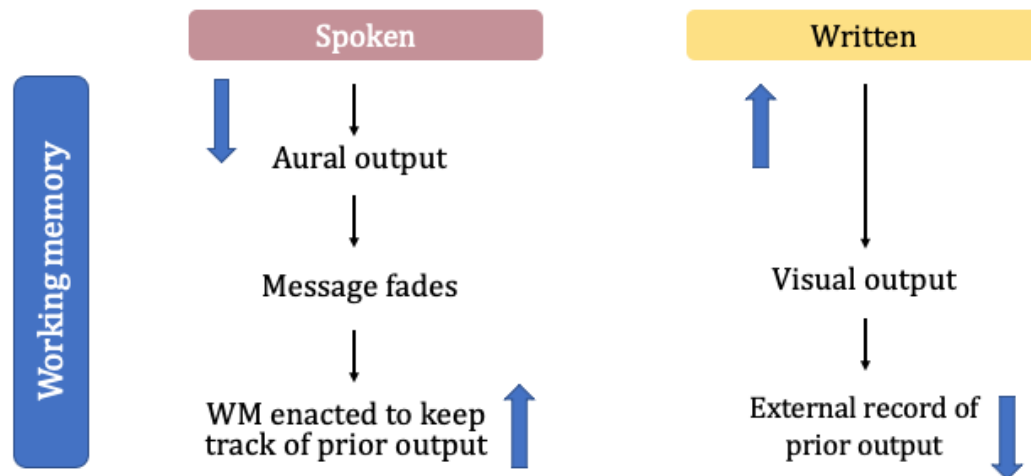 Working memory
Spoken
Aural output
Message fades
WM enacted to keep
track of prior output
Written
Visual output
External record of
prior output